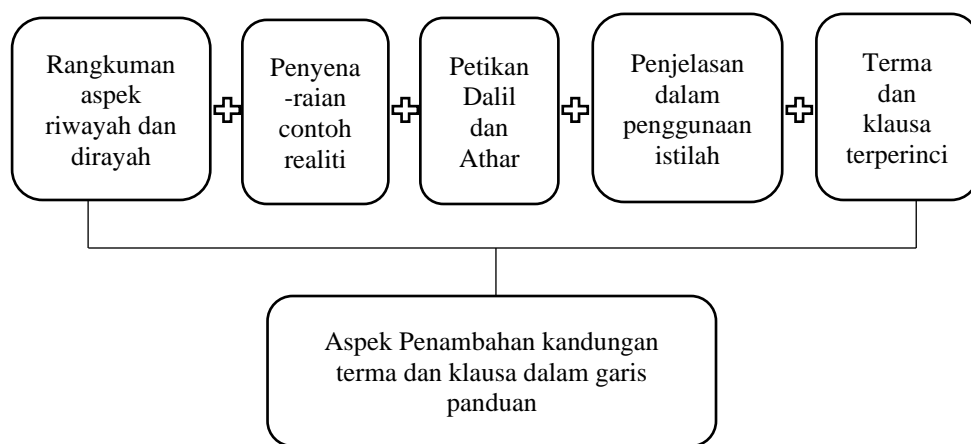 Rangkuman
aspek
riwayah dan
dirayah
Penyena
-raian
contoh
realiti
Petikan
Dalil
dan
Athar
Penjelasan
dalam
penggunaan
istilah
Terma
dan
klausa
terperinci
Aspek Penambahan kandungan
terma dan klausa dalam garis
panduan